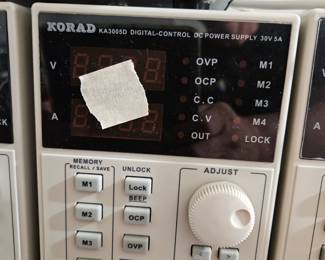 KORAD KA3005D DIGITAL-CONTROL DC POWER SUPPLY 30V 5A
V
OVP M1
OCP M2
C.C M3
A
C.V M4
OUT LOCK
MEMORY UNLOCK ADJUST
RECALL / SAVE
M1 Lock
BEEP
M2 OCP
M3 OVP
>